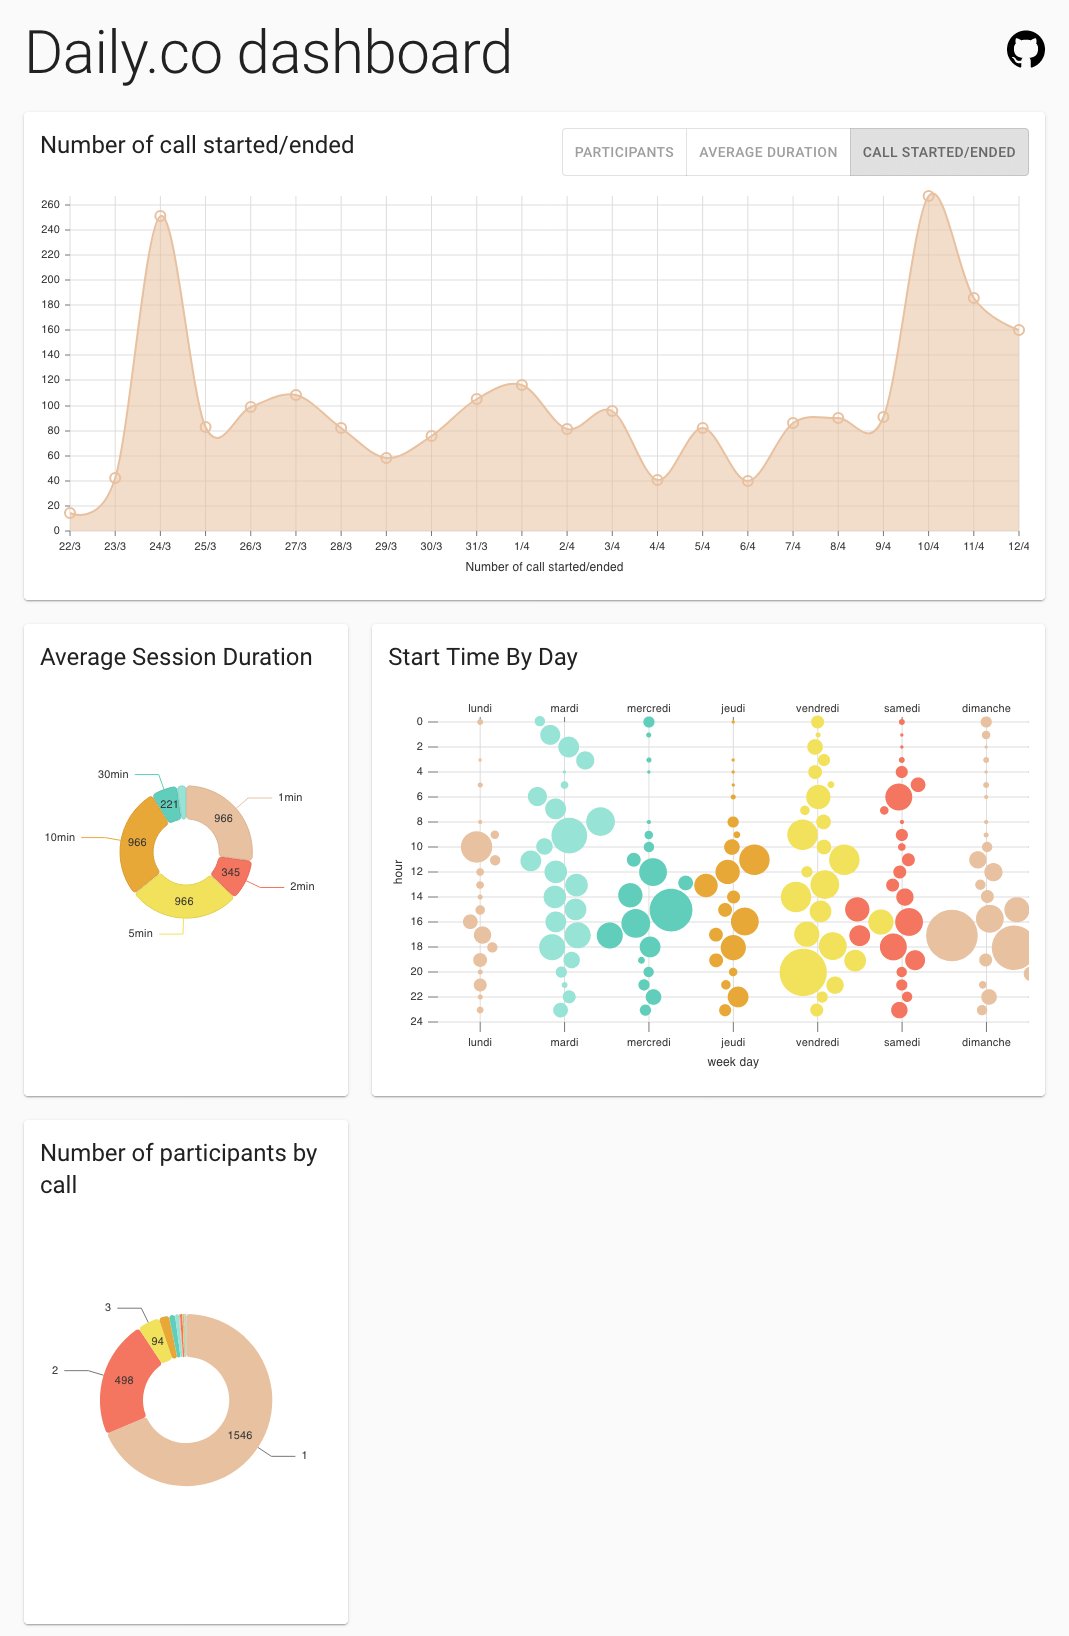 Daily.co dashboard
Number of call started/ended
PARTICIPANTS
AVERAGE DURATION
CALL STARTED/ENDED
260
240
220
200
180
160
140
120
100
80
60
40
20
0
22/3 23/3 24/3 25/3 26/3 27/3 28/3 29/3 30/3 31/3 1/4 2/4 3/4 4/4 5/4 6/4 7/4 8/4 9/4 10/4 11/4 12/4
Number of call started/ended
Average Session Duration
30min
221
1min
966
10min
966
345
2min
966
5min
Start Time By Day
lundi mardi mercredi jeudi vendredi samedi dimanche
0
2
4
6
8
10
hour
12
14
16
18
20
22
24
lundi mardi mercredi jeudi vendredi samedi dimanche
week day
Number of participants by
call
3
94
2
498
1546
1